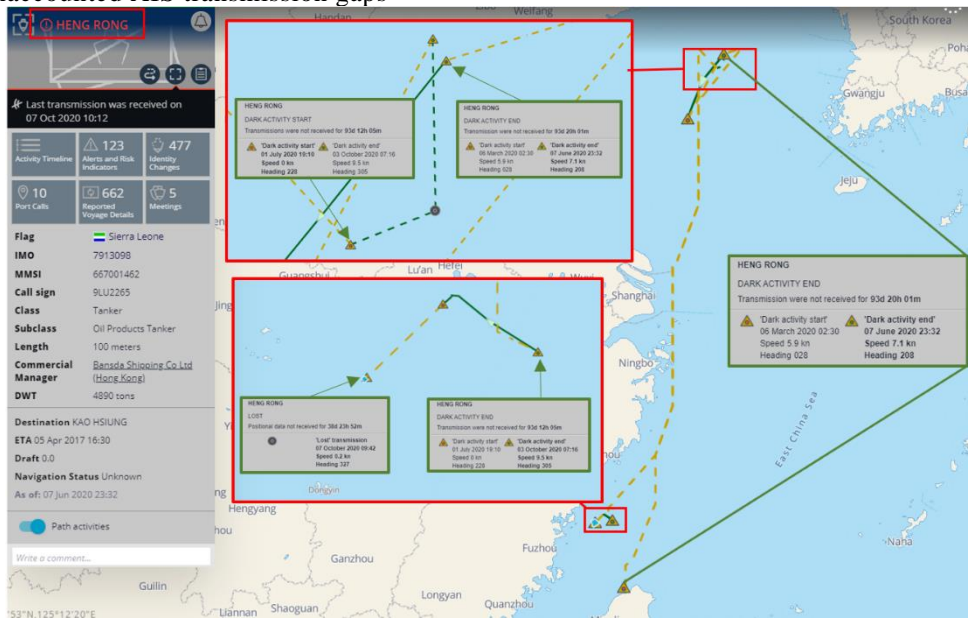 HENG RONG
Last transmission was received on
07 Oct 2020 10:12
Activity Timeline
123
Alerts and Risk
Indicators
477
Identity
Changes
10
Port Calls
662
Reported
Voyage Details
5
Meetings
Flag Sierra Leone
IMO 7913098
MMSI 667001462
Call sign 9LU2265
Class Tanker
Subclass Oil Products Tanker
Length 100 meters
Commercial Bansda Shipping Co Ltd
Manager (Hong Kong)
DWT 4890 tons
Destination KAO HSIUNG
ETA 05 Apr 2017 16:30
Draft 0.0
Navigation Status Unknown
As of: 07 Jun 2020 23:32
Path activities
Write a comment...
HENG RONG
DARK ACTIVITY START
Transmissions were not received for 93d 12h 05m
'Dark activity start' 'Dark activity end'
01 July 2020 19:10 03 October 2020 07:16
Speed 0 kn Speed 9.5 kn
Heading 228 Heading 305
HENG RONG
DARK ACTIVITY END
Transmission were not received for 93d 20h 01m
'Dark activity start' 'Dark activity end'
06 March 2020 02:30 07 June 2020 23:32
Speed 5.9 kn Speed 7.1 kn
Heading 028 Heading 208
HENG RONG
LOST
Positional data not received for 38d 23h 52m
'Lost' transmission
07 October 2020 09:42
Speed 0.2 kn
Heading 327
HENG RONG
DARK ACTIVITY END
Transmission were not received for 93d 12h 05m
'Dark activity start' 'Dark activity end'
01 July 2020 19:10 03 October 2020 07:16
Speed 0 kn Speed 9.5 kn
Heading 228 Heading 305
HENG RONG
DARK ACTIVITY END
Transmission were not received for 93d 20h 01m
'Dark activity start' 'Dark activity end'
06 March 2020 02:30 07 June 2020 23:32
Speed 5.9 kn Speed 7.1 kn
Heading 028 Heading 208
Handan
Weifang
South Korea
Gwangju
Jeju
Lu'an
Hefei
Shanghai
Ningbo
East China Sea
Dongyin
Hengyang
Fuzhou
Ganzhou
Naha
Guilin
Longyan
Shaoguan
Quanzhou